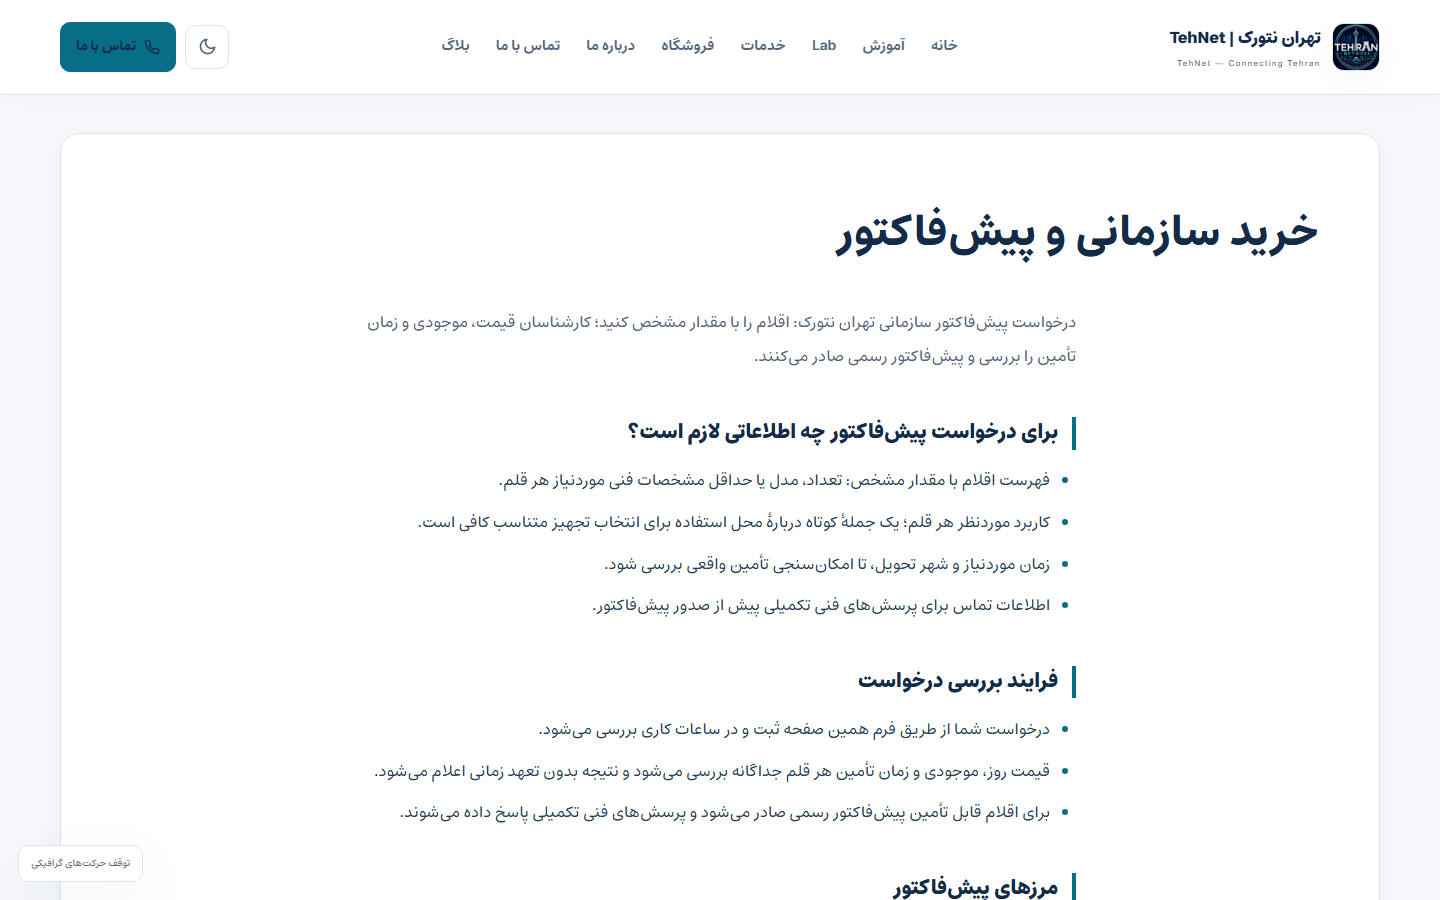 تهران نتورک | TehNet
TehNet — Connecting Tehran
TEHRAN
NETWORK
خانه
آموزش
Lab
خدمات
فروشگاه
درباره ما
تماس با ما
بلاگ
تماس با ما
خرید سازمانی و پیش‌فاکتور
درخواست پیش‌فاکتور سازمانی تهران نتورک: اقلام را با مقدار مشخص کنید؛ کارشناسان قیمت، موجودی و زمان
تأمین را بررسی و پیش‌فاکتور رسمی صادر می‌کنند.
برای درخواست پیش‌فاکتور چه اطلاعاتی لازم است؟
فهرست اقلام با مقدار مشخص: تعداد، مدل یا حداقل مشخصات فنی موردنیاز هر قلم.
کاربرد موردنظر هر قلم؛ یک جملهٔ کوتاه دربارهٔ محل استفاده برای انتخاب تجهیز متناسب کافی است.
زمان موردنیاز و شهر تحویل، تا امکان‌سنجی تأمین واقعی بررسی شود.
اطلاعات تماس برای پرسش‌های فنی تکمیلی پیش از صدور پیش‌فاکتور.
فرایند بررسی درخواست
درخواست شما از طریق فرم همین صفحه ثبت و در ساعات کاری بررسی می‌شود.
قیمت روز، موجودی و زمان تأمین هر قلم جداگانه بررسی می‌شود و نتیجه بدون تعهد زمانی اعلام می‌شود.
برای اقلام قابل تأمین پیش‌فاکتور رسمی صادر می‌شود و پرسش‌های فنی تکمیلی پاسخ داده می‌شوند.
مرزهای پیش‌فاکتور
توقف حرکت‌های گرافیکی